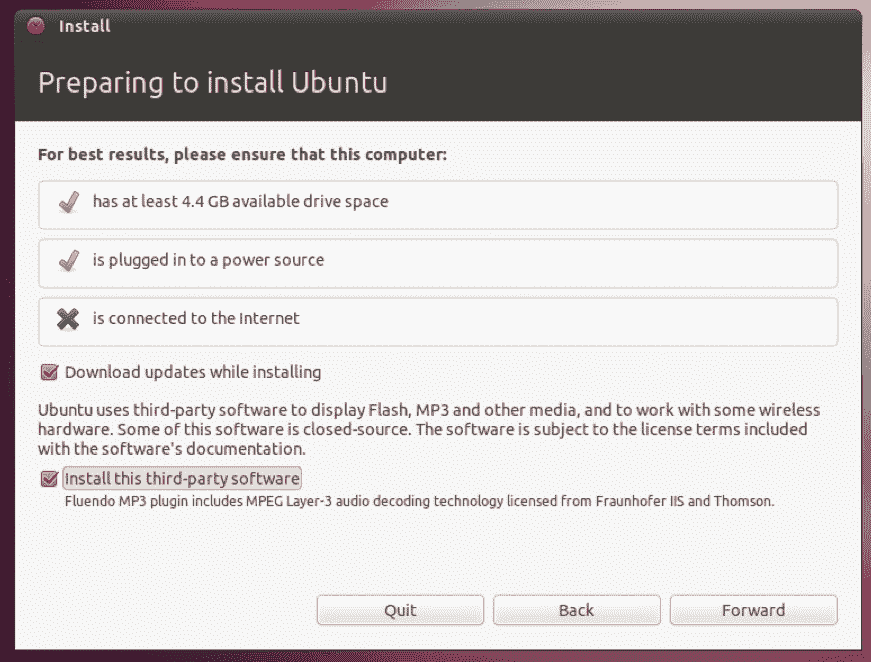 Install
Preparing to install Ubuntu
For best results, please ensure that this computer:
has at least 4.4 GB available drive space
is plugged in to a power source
is connected to the Internet
Download updates while installing
Ubuntu uses third-party software to display Flash, MP3 and other media, and to work with some wireless
hardware. Some of this software is closed-source. The software is subject to the license terms included
with the software's documentation.
Install this third-party software
Fluendo MP3 plugin includes MPEG Layer-3 audio decoding technology licensed from Fraunhofer IIS and Thomson.
Quit Back Forward